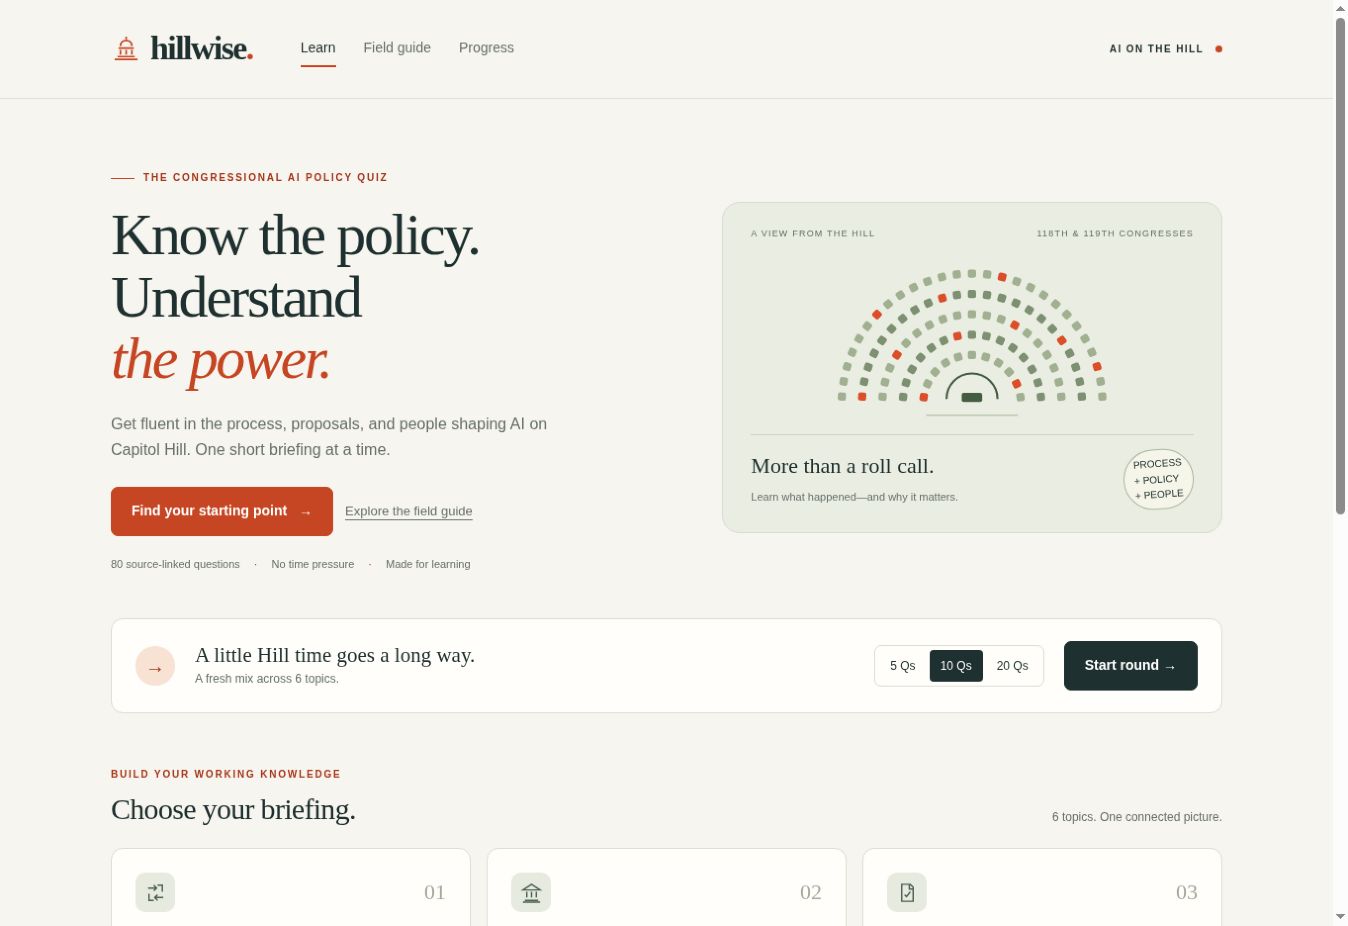 hillwise.
Learn
Field guide
Progress
AI ON THE HILL
THE CONGRESSIONAL AI POLICY QUIZ
Know the policy.
Understand
the power.
Get fluent in the process, proposals, and people shaping AI on
Capitol Hill. One short briefing at a time.
Find your starting point →
Explore the field guide
80 source-linked questions · No time pressure · Made for learning
A VIEW FROM THE HILL
118TH & 119TH CONGRESSES
More than a roll call.
Learn what happened—and why it matters.
PROCESS
+ POLICY
+ PEOPLE
→
A little Hill time goes a long way.
A fresh mix across 6 topics.
5 Qs
10 Qs
20 Qs
Start round →
BUILD YOUR WORKING KNOWLEDGE
Choose your briefing.
6 topics. One connected picture.
01
02
03